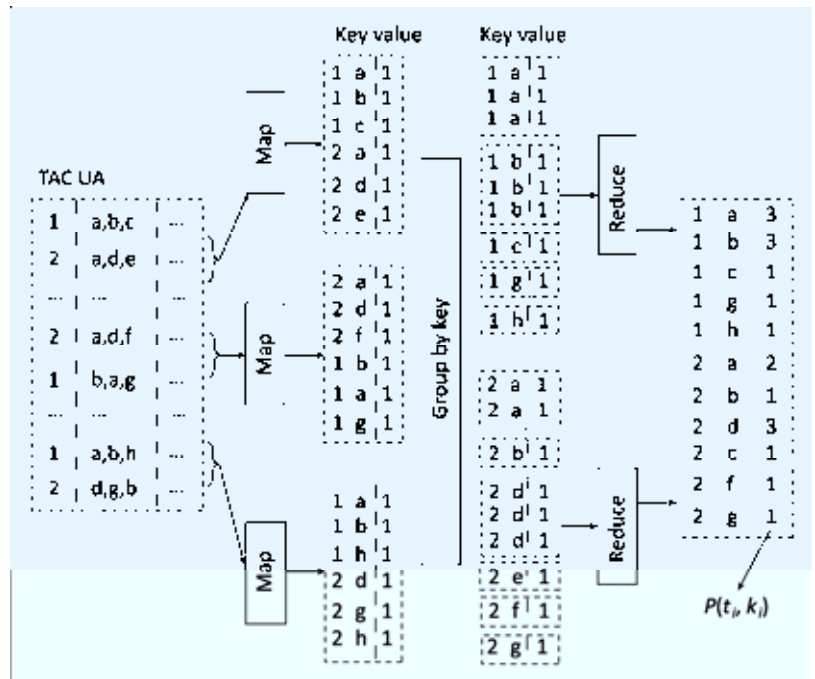 Key value
1 a 1
1 b 1
1 c 1
2 a 1
2 d 1
2 e 1
2 a 1
2 d 1
2 f 1
1 b 1
1 a 1
1 g 1
1 a 1
1 b 1
1 h 1
2 d 1
2 g 1
2 h 1
Key value
1 a 1
1 a 1
1 a 1
1 b 1
1 b 1
1 b 1
1 c 1
1 g 1
1 h 1
2 a 1
2 a 1
2 b 1
2 d 1
2 d 1
2 d 1
2 e 1
2 f 1
2 g 1
TAC UA
1 a,b,c ...
2 a,d,e ...
... ... ...
2 a,d,f ...
1 b,a,g ...
... ... ...
1 a,b,h ...
2 d,g,b ...
Map
Map
Map
Group by key
Reduce
Reduce
1 a 3
1 b 3
1 c 1
1 g 1
1 h 1
2 a 2
2 b 1
2 d 3
2 c 1
2 f 1
2 g 1
P(tᵢ, kᵢ)